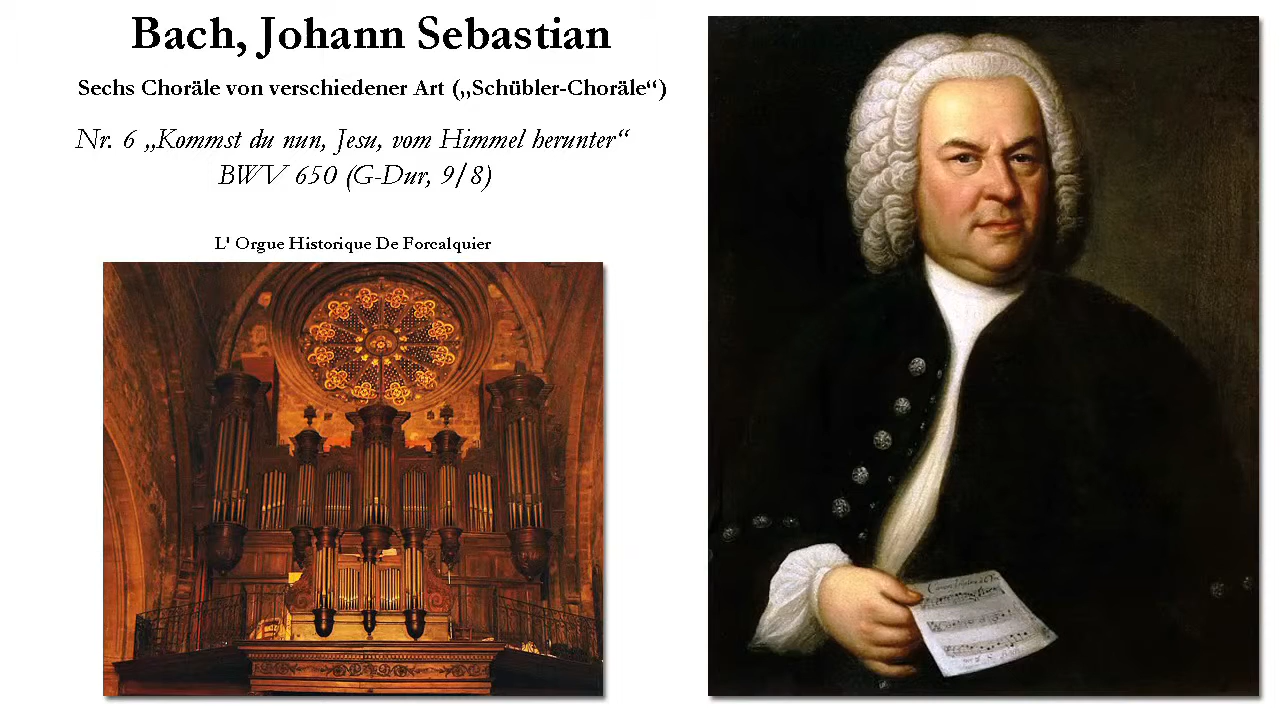 Bach, Johann Sebastian
Sechs Choräle von verschiedener Art („Schübler-Choräle“)
Nr. 6 „Kommst du nun, Jesu, vom Himmel herunter“
BWV 650 (G-Dur, 9/8)
L' Orgue Historique De Forcalquier